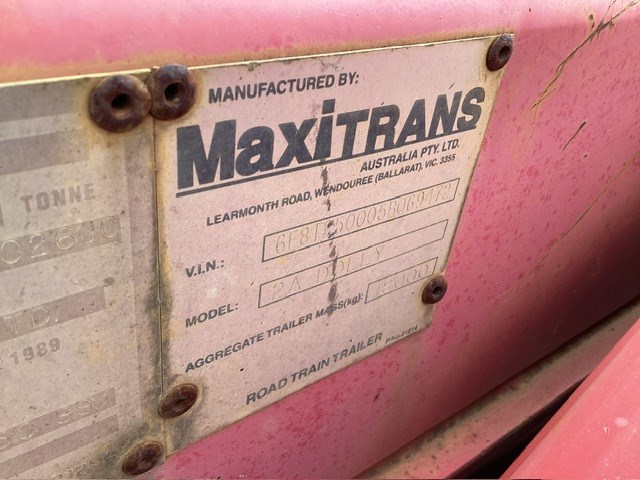 MANUFACTURED BY:
MaxiTRANS
AUSTRALIA PTY. LTD.
LEARMONTH ROAD, WENDOUREE (BALLARAT), VIC. 3355
V.I.N.:
MODEL: 2A DOLLY
AGGREGATE TRAILER MASS(kg):
ROAD TRAIN TRAILER
TONNE
1989